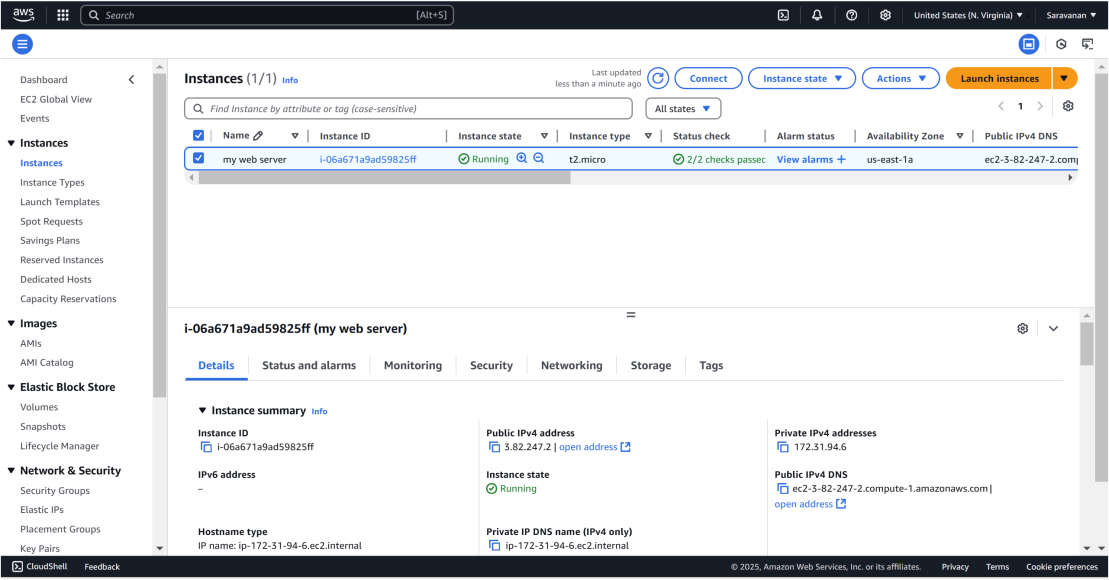 aws
Search [Alt+S]
United States (N. Virginia) ▼ Saravanan ▼
Dashboard
EC2 Global View
Events
Instances
Instances
Instance Types
Launch Templates
Spot Requests
Savings Plans
Reserved Instances
Dedicated Hosts
Capacity Reservations
Images
AMIs
AMI Catalog
Elastic Block Store
Volumes
Snapshots
Lifecycle Manager
Network & Security
Security Groups
Elastic IPs
Placement Groups
Key Pairs
Instances (1/1) Info
Last updated
less than a minute ago
Connect
Instance state
Actions
Launch instances
Find Instance by attribute or tag (case-sensitive)
All states
1
Name Instance ID Instance state Instance type Status check Alarm status Availability Zone Public IPv4 DNS
my web server i-06a671a9ad59825ff Running t2.micro 2/2 checks passec View alarms + us-east-1a ec2-3-82-247-2.comp
i-06a671a9ad59825ff (my web server)
Details Status and alarms Monitoring Security Networking Storage Tags
Instance summary Info
Instance ID
i-06a671a9ad59825ff
Public IPv4 address
3.82.247.2 | open address
Private IPv4 addresses
172.31.94.6
IPv6 address
–
Instance state
Running
Public IPv4 DNS
ec2-3-82-247-2.compute-1.amazonaws.com |
open address
Hostname type
IP name: ip-172-31-94-6.ec2.internal
Private IP DNS name (IPv4 only)
ip-172-31-94-6.ec2.internal
CloudShell Feedback
© 2025, Amazon Web Services, Inc. or its affiliates. Privacy Terms Cookie preferences